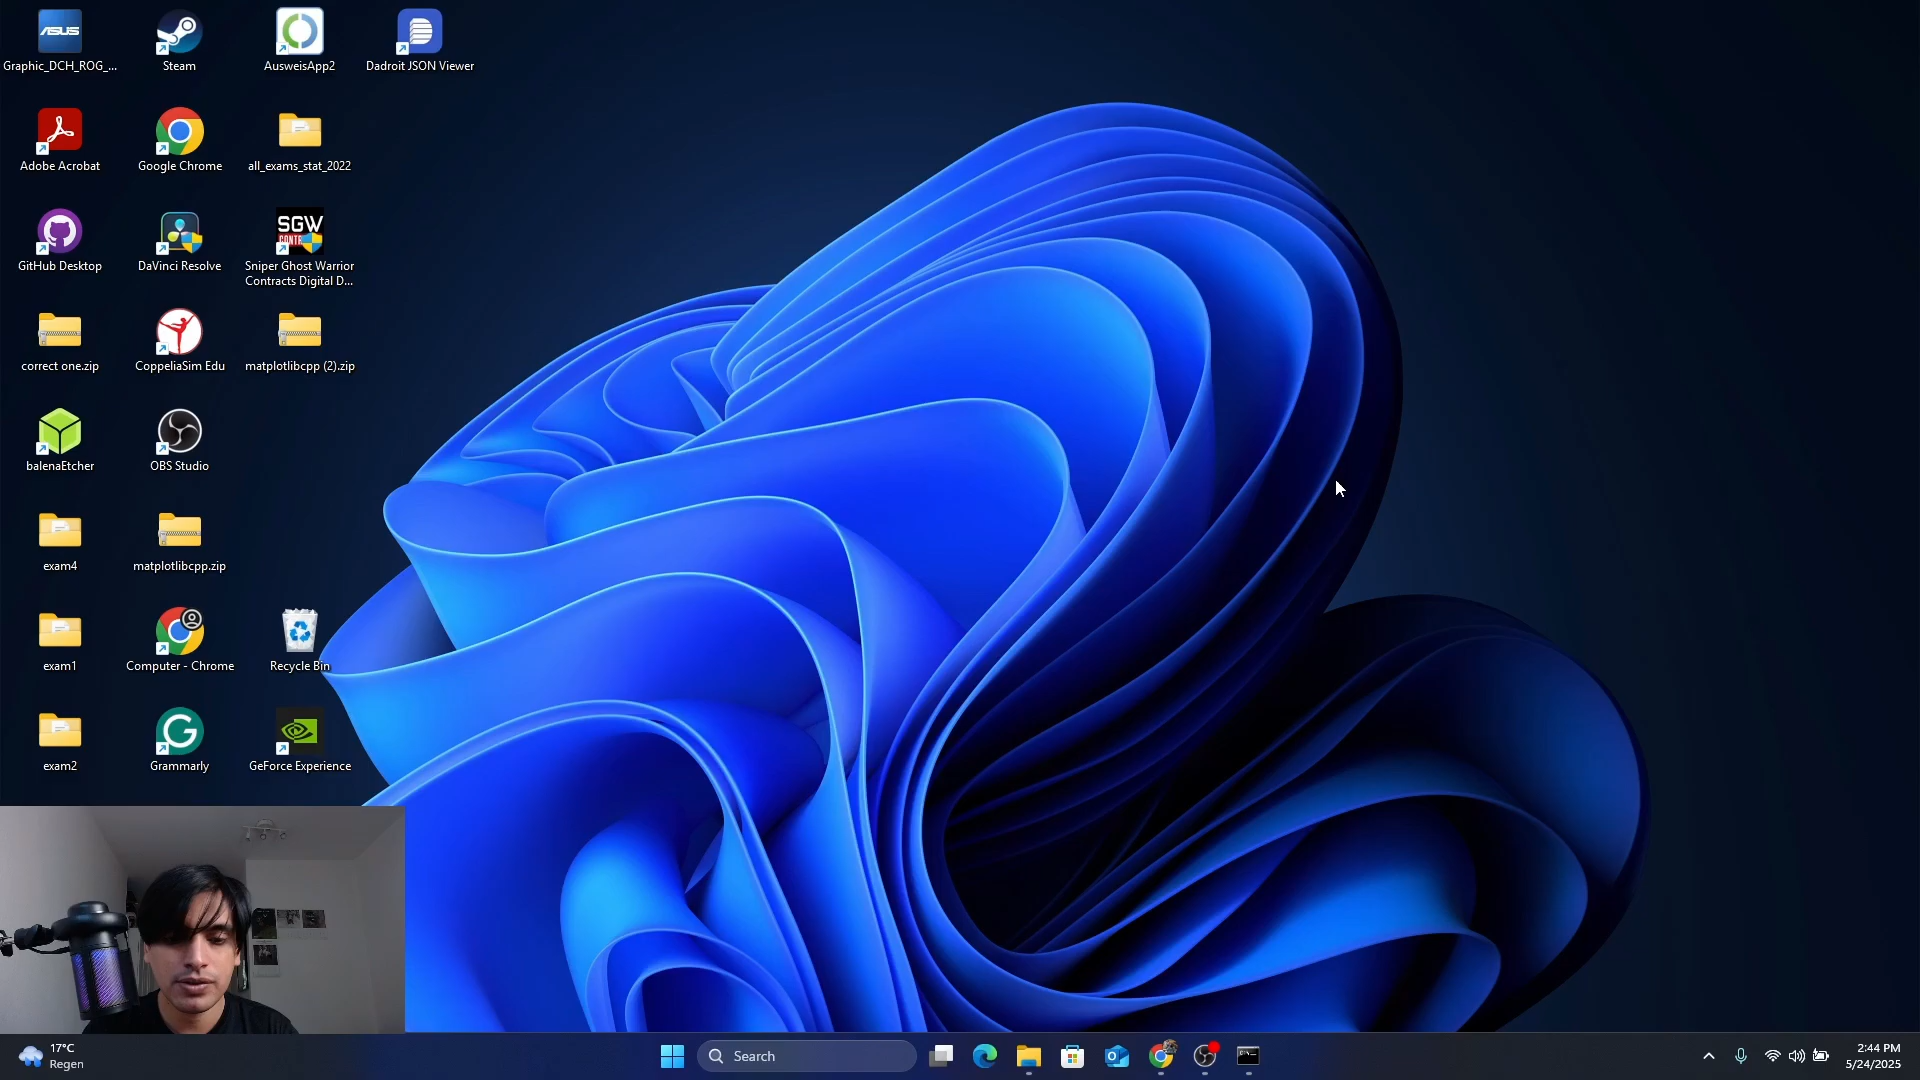 ASUS
Graphic_DCH_ROG_...
Steam
AusweisApp2
Dadroit JSON Viewer
Adobe Acrobat
Google Chrome
all_exams_stat_2022
GitHub Desktop
DaVinci Resolve
SGW
Sniper Ghost Warrior
Contracts Digital D...
correct one.zip
CoppeliaSim Edu
matplotlibcpp (2).zip
balenaEtcher
OBS Studio
exam4
matplotlibcpp.zip
exam1
Computer - Chrome
Recycle Bin
exam2
Grammarly
GeForce Experience
17°C
Regen
Search
2:44 PM
5/24/2025